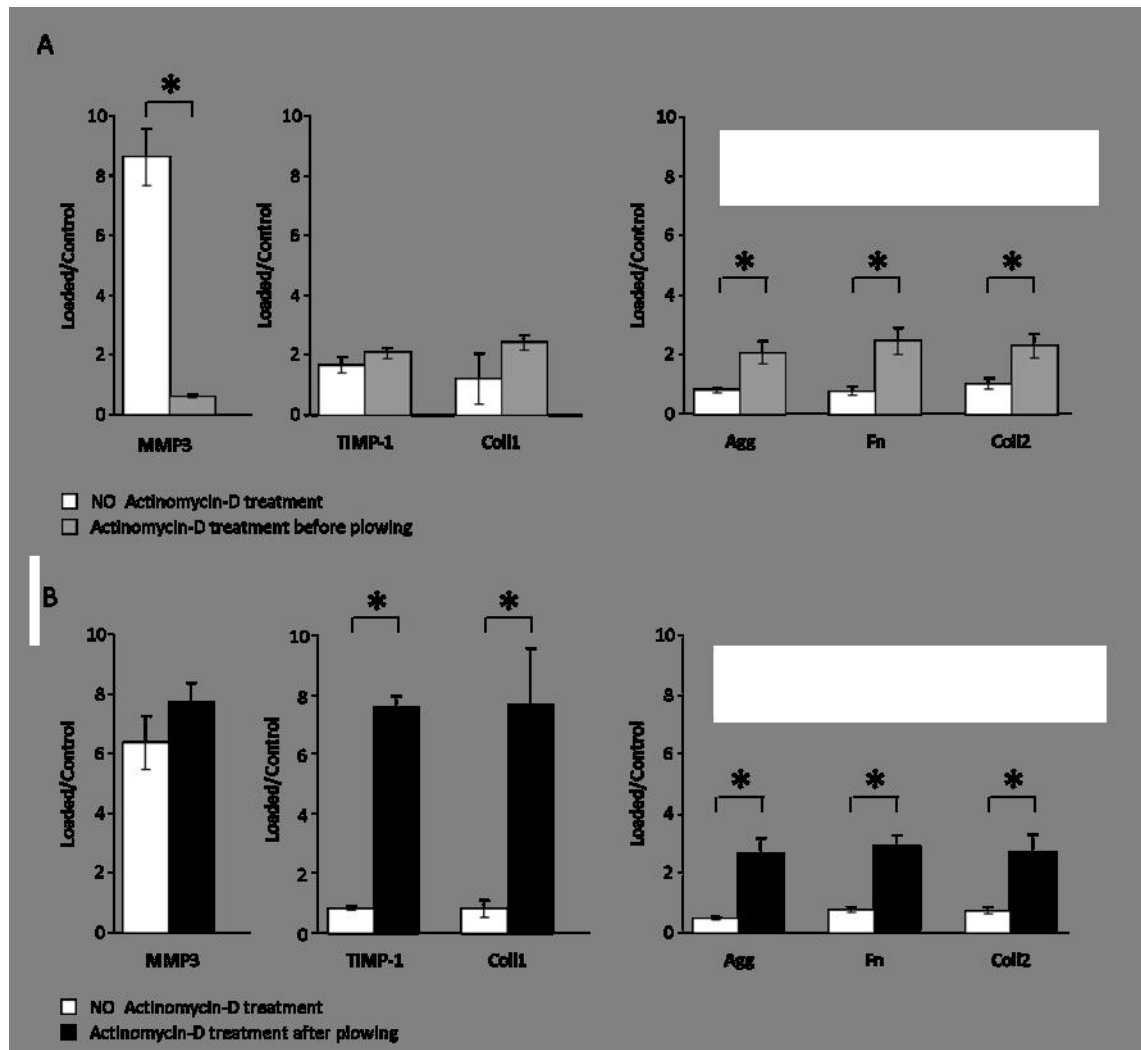 A
*
10 10 10
8 8 8
6 6 6
* * *
4 4 4
2 2 2
0 0 0
Loaded/Control Loaded/Control Loaded/Control
MMP3 TIMP-1 Coll1 Agg Fn Coll2
NO Actinomycin-D treatment
Actinomycin-D treatment before plowing
B
* *
10 10 10
8 8 8
6 6 6
* * *
4 4 4
2 2 2
0 0 0
Loaded/Control Loaded/Control Loaded/Control
MMP3 TIMP-1 Coll1 Agg Fn Coll2
NO Actinomycin-D treatment
Actinomycin-D treatment after plowing